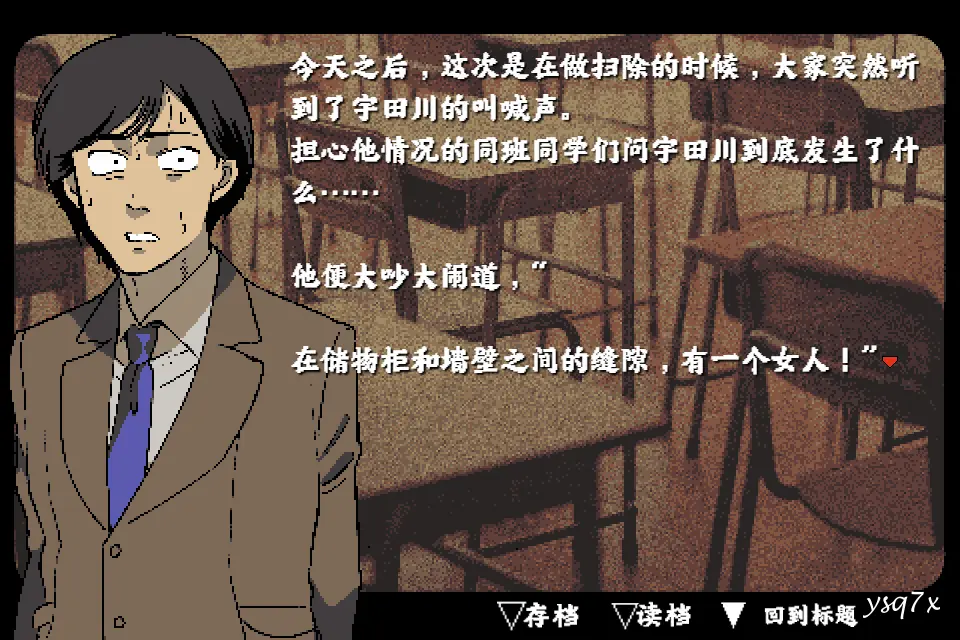 今天之后，这次是在做扫除的时候，大家突然听
到了宇田川的叫喊声。
担心他情况的同班同学们问宇田川到底发生了什
么……
他便大吵大闹道，“
在储物柜和墙壁之间的缝隙，有一个女人！”
▽存档 ▽读档 ▼ 回到标题
ysq7x